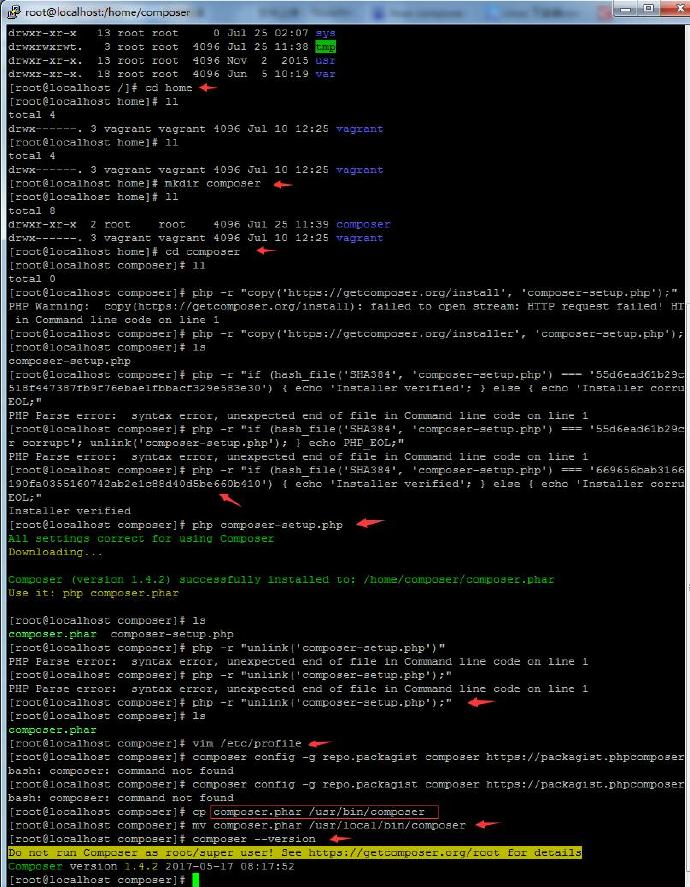 root@localhost:/home/composer
drwxr-xr-x 13 root root 0 Jul 25 02:07 sys
drwxrwxrwt. 3 root root 4096 Jul 25 11:38 tmp
drwxr-xr-x. 13 root root 4096 Nov 2 2015 usr
drwxr-xr-x. 18 root root 4096 Jun 5 10:19 var
[root@localhost /]# cd home
[root@localhost home]# ll
total 4
drwx------. 3 vagrant vagrant 4096 Jul 10 12:25 vagrant
[root@localhost home]# ll
total 4
drwx------. 3 vagrant vagrant 4096 Jul 10 12:25 vagrant
[root@localhost home]# mkdir composer
[root@localhost home]# ll
total 8
drwxr-xr-x 2 root root 4096 Jul 25 11:39 composer
drwx------. 3 vagrant vagrant 4096 Jul 10 12:25 vagrant
[root@localhost home]# cd composer
[root@localhost composer]# ll
total 0
[root@localhost composer]# php -r "copy('https://getcomposer.org/install', 'composer-setup.php');"
PHP Warning: copy(https://getcomposer.org/install): failed to open stream: HTTP request failed! HT
in Command line code on line 1
[root@localhost composer]# php -r "copy('https://getcomposer.org/installer', 'composer-setup.php');
[root@localhost composer]# ls
composer-setup.php
[root@localhost composer]# php -r "if (hash_file('SHA384', 'composer-setup.php') === '55d6ead61b29c
518f447387fb9f76ebae1fbbacf329e583e30') { echo 'Installer verified'; } else { echo 'Installer corru
EOL;"
PHP Parse error: syntax error, unexpected end of file in Command line code on line 1
[root@localhost composer]# php -r "if (hash_file('SHA384', 'composer-setup.php') === '55d6ead61b29c
r corrupt'; unlink('composer-setup.php'); } echo PHP_EOL;"
PHP Parse error: syntax error, unexpected end of file in Command line code on line 1
[root@localhost composer]# php -r "if (hash_file('SHA384', 'composer-setup.php') === '669656bab3166
190fa0355160742ab2e1c88d40d5be660b410') { echo 'Installer verified'; } else { echo 'Installer corru
EOL;"
Installer verified
[root@localhost composer]# php composer-setup.php
All settings correct for using Composer
Downloading...
Composer (version 1.4.2) successfully installed to: /home/composer/composer.phar
Use it: php composer.phar
[root@localhost composer]# ls
composer.phar composer-setup.php
[root@localhost composer]# php -r "unlink('composer-setup.php')"
PHP Parse error: syntax error, unexpected end of file in Command line code on line 1
[root@localhost composer]# php -r "unlink('composer-setup.php');"
PHP Parse error: syntax error, unexpected end of file in Command line code on line 1
[root@localhost composer]# php -r "unlink('composer-setup.php');"
[root@localhost composer]# ls
composer.phar
[root@localhost composer]# vim /etc/profile
[root@localhost composer]# composer config -g repo.packagist composer https://packagist.phpcomposer
bash: composer: command not found
[root@localhost composer]# composer config -g repo.packagist composer https://packagist.phpcomposer
bash: composer: command not found
[root@localhost composer]# cp composer.phar /usr/bin/composer
[root@localhost composer]# mv composer.phar /usr/local/bin/composer
[root@localhost composer]# composer --version
Do not run Composer as root/super user! See https://getcomposer.org/root for details
Composer version 1.4.2 2017-05-17 08:17:52
[root@localhost composer]#